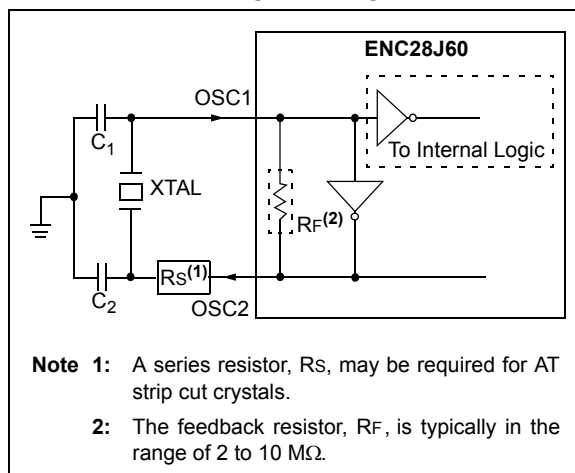 ENC28J60
OSC1
C1
To Internal Logic
XTAL
RF(2)
C2
RS(1)
OSC2
Note 1: A series resistor, RS, may be required for AT
strip cut crystals.
2: The feedback resistor, RF, is typically in the
range of 2 to 10 MΩ.